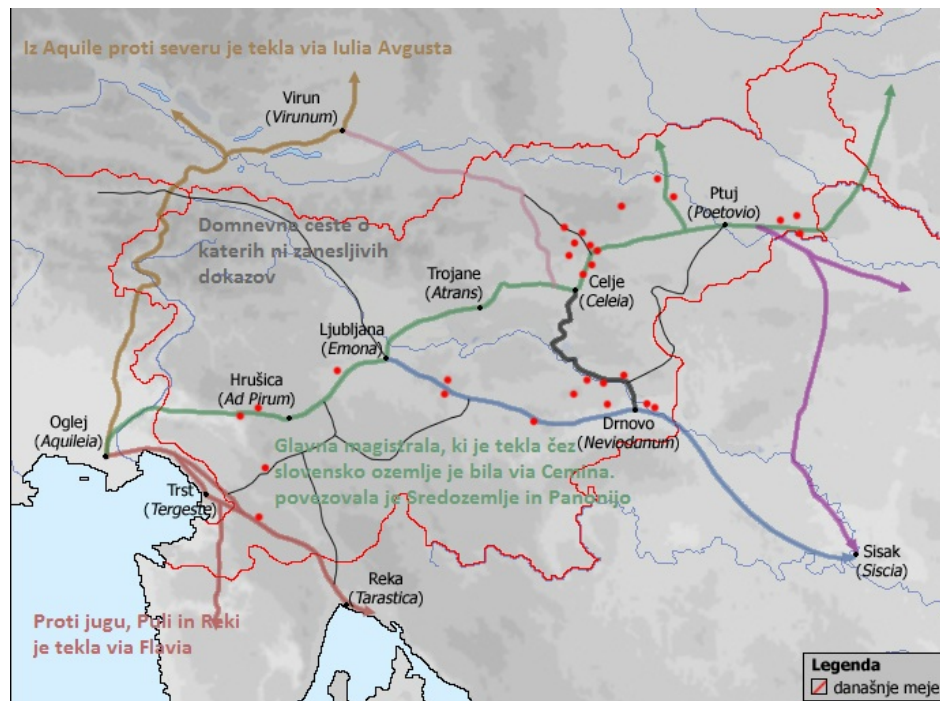 Iz Aquile proti severu je tekla via Iulia Avgusta
Virun
(Virunum)
Domnevne ceste o
katerih ni zanesljivih
dokazov
Ptuj
(Poetovio)
Trojane
(Atrans)
Celje
(Celeia)
Ljubljana
(Emona)
Hrušica
(Ad Pirum)
Oglej
(Aquileia)
Drnovo
(Neviodunum)
Glavna magistrala, ki je tekla čez
slovensko ozemlje je bila via Cemina.
povezovala je Sredozemlje in Panonijo
Trst
(Tergeste)
Sisak
(Siscia)
Reka
(Tarastica)
Proti jugu, Puli in Reki
je tekla via Flavia
Legenda
današnje meje